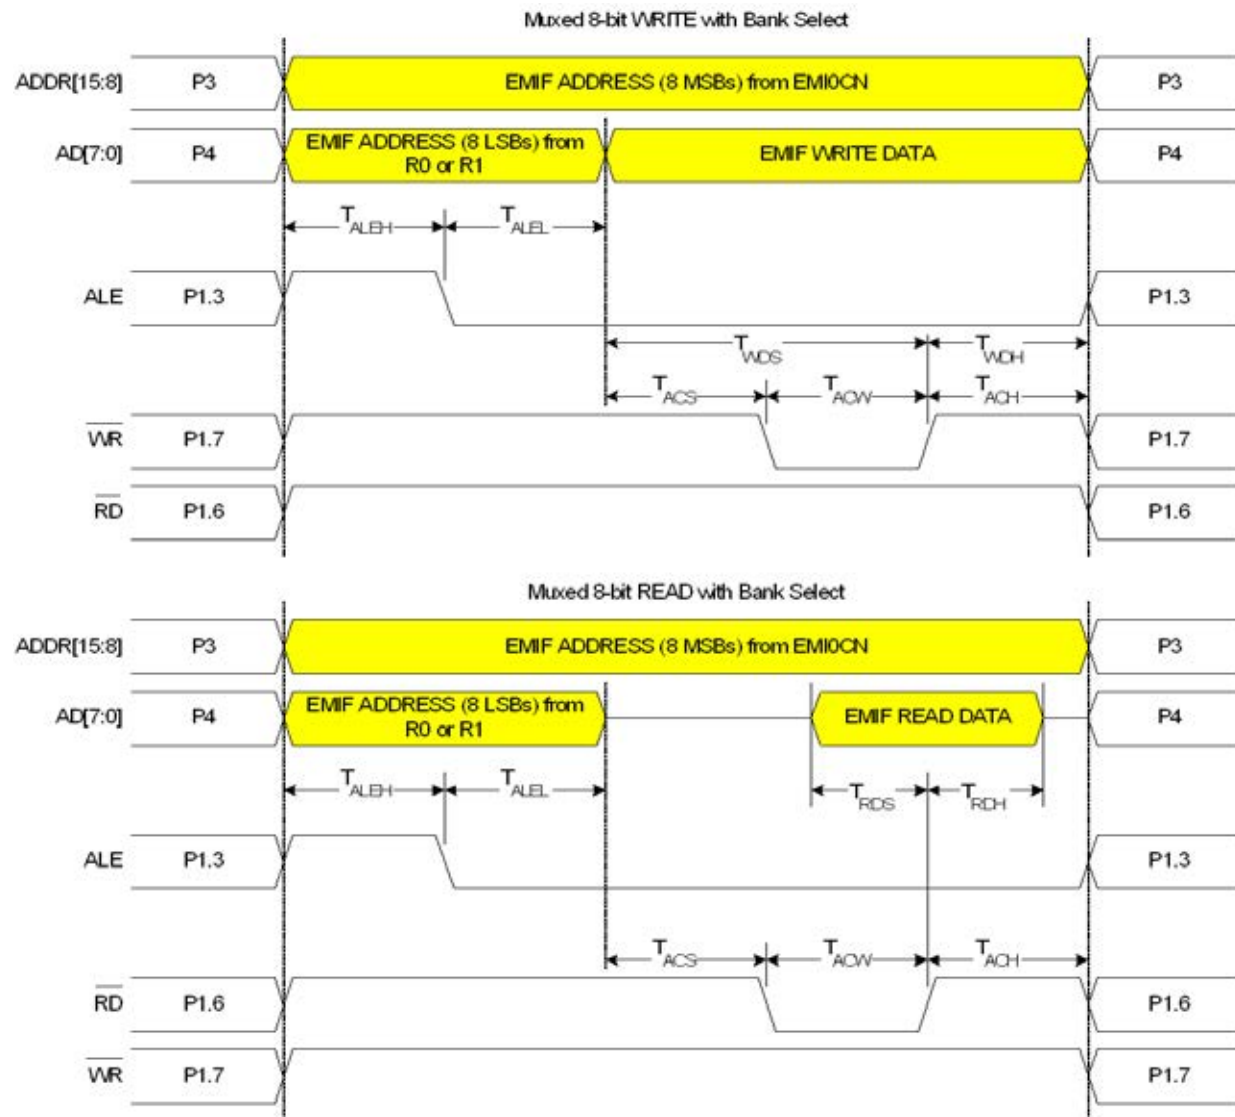 Muxed 8-bit WRITE with Bank Select
ADDR[15:8] P3 EMIF ADDRESS (8 MSBs) from EMI0CN P3
AD[7:0] P4 EMIF ADDRESS (8 LSBs) from
R0 or R1 EMIF WRITE DATA P4
TALEH TALEL
ALE P1.3 P1.3
TWDS TWDH
TACS TACW TACH
WR P1.7 P1.7
RD P1.6 P1.6
Muxed 8-bit READ with Bank Select
ADDR[15:8] P3 EMIF ADDRESS (8 MSBs) from EMI0CN P3
AD[7:0] P4 EMIF ADDRESS (8 LSBs) from
R0 or R1 EMIF READ DATA P4
TALEH TALEL TRDS TRDH
ALE P1.3 P1.3
TACS TACW TACH
RD P1.6 P1.6
WR P1.7 P1.7